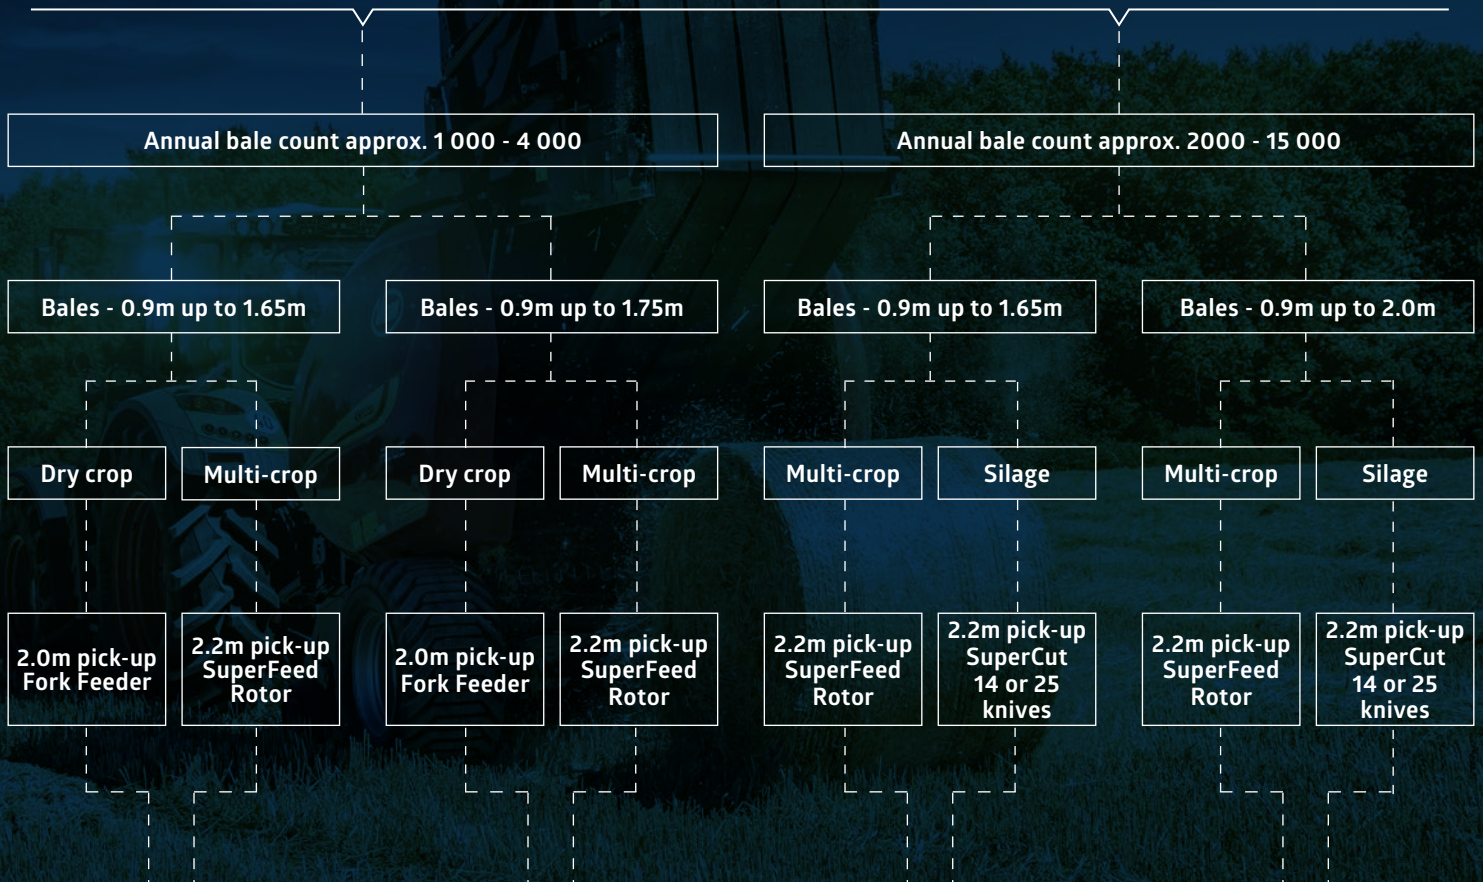 Annual bale count approx. 1 000 - 4 000
Annual bale count approx. 2000 - 15 000
Bales - 0.9m up to 1.65m
Bales - 0.9m up to 1.75m
Bales - 0.9m up to 1.65m
Bales - 0.9m up to 2.0m
Dry crop
Multi-crop
Dry crop
Multi-crop
Multi-crop
Silage
Multi-crop
Silage
2.0m pick-up
Fork Feeder
2.2m pick-up
SuperFeed
Rotor
2.0m pick-up
Fork Feeder
2.2m pick-up
SuperFeed
Rotor
2.2m pick-up
SuperFeed
Rotor
2.2m pick-up
SuperCut
14 or 25
knives
2.2m pick-up
SuperFeed
Rotor
2.2m pick-up
SuperCut
14 or 25
knives